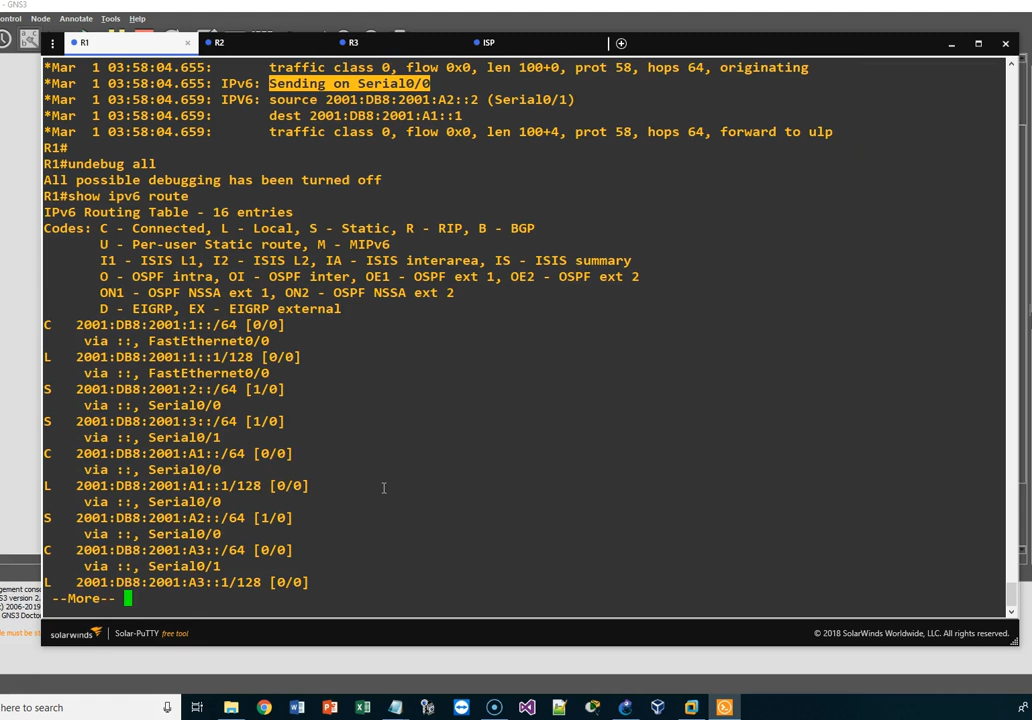 - GNS3
ontrol Node Annotate Tools Help
R1 × R2 R3 ISP
*Mar 1 03:58:04.655: traffic class 0, flow 0x0, len 100+0, prot 58, hops 64, originating
*Mar 1 03:58:04.655: IPv6: Sending on Serial0/0
*Mar 1 03:58:04.659: IPV6: source 2001:DB8:2001:A2::2 (Serial0/1)
*Mar 1 03:58:04.659: dest 2001:DB8:2001:A1::1
*Mar 1 03:58:04.659: traffic class 0, flow 0x0, len 100+4, prot 58, hops 64, forward to ulp
R1#
R1#undebug all
All possible debugging has been turned off
R1#show ipv6 route
IPv6 Routing Table - 16 entries
Codes: C - Connected, L - Local, S - Static, R - RIP, B - BGP
U - Per-user Static route, M - MIPv6
I1 - ISIS L1, I2 - ISIS L2, IA - ISIS interarea, IS - ISIS summary
O - OSPF intra, OI - OSPF inter, OE1 - OSPF ext 1, OE2 - OSPF ext 2
ON1 - OSPF NSSA ext 1, ON2 - OSPF NSSA ext 2
D - EIGRP, EX - EIGRP external
C 2001:DB8:2001:1::/64 [0/0]
via ::, FastEthernet0/0
L 2001:DB8:2001:1::1/128 [0/0]
via ::, FastEthernet0/0
S 2001:DB8:2001:2::/64 [1/0]
via ::, Serial0/0
S 2001:DB8:2001:3::/64 [1/0]
via ::, Serial0/1
C 2001:DB8:2001:A1::/64 [0/0]
via ::, Serial0/0
L 2001:DB8:2001:A1::1/128 [0/0]
via ::, Serial0/0
S 2001:DB8:2001:A2::/64 [1/0]
via ::, Serial0/0
C 2001:DB8:2001:A3::/64 [0/0]
via ::, Serial0/1
L 2001:DB8:2001:A3::1/128 [0/0]
--More--
gement conso
S3 version 2.
) 2006-2019
GNS3 Doctor
e must be st
solarwinds Solar-PuTTY free tool © 2018 SolarWinds Worldwide, LLC. All rights reserved.
here to search